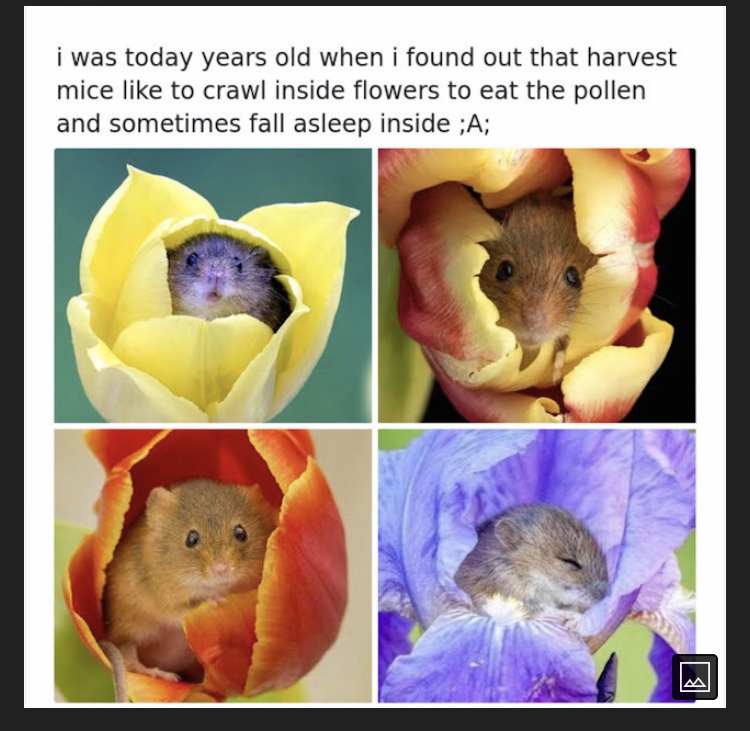 i was today years old when i found out that harvest
mice like to crawl inside flowers to eat the pollen
and sometimes fall asleep inside ;A;